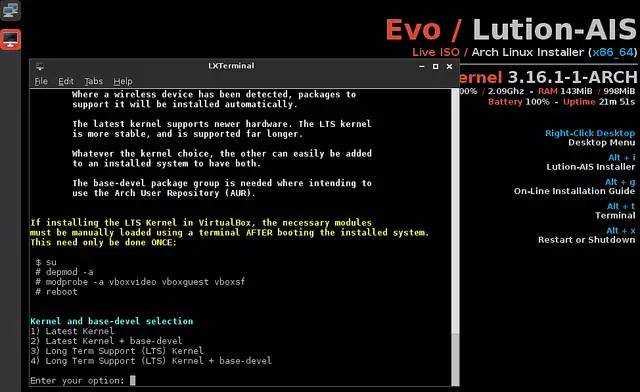 Evo / Lution-AIS
Live ISO / Arch Linux Installer (x86_64)
ernel 3.16.1-1-ARCH
00% / 2.09Ghz - RAM 143MiB / 998MiB
Battery 100% - Uptime 21m 51s
Right-Click Desktop
Desktop Menu
Alt + i
Lution-AIS Installer
Alt + g
On-Line Installation Guide
Alt + t
Terminal
Alt + x
Restart or Shutdown
LXTerminal
File Edit Tabs Help
Where a wireless device has been detected, packages to
support it will be installed automatically.
The latest kernel supports newer hardware. The LTS kernel
is more stable, and is supported far longer.
Whatever the kernel choice, the other can easily be added
to an installed system to have both.
The base-devel package group is needed where intending to
use the Arch User Repository (AUR).
If installing the LTS Kernel in VirtualBox, the necessary modules
must be manually loaded using a terminal AFTER booting the installed system.
This need only be done ONCE:
$ su
# depmod -a
# modprobe -a vboxvideo vboxguest vboxsf
# reboot
Kernel and base-devel selection
1) Latest Kernel
2) Latest Kernel + base-devel
3) Long Term Support (LTS) Kernel
4) Long Term Support (LTS) Kernel + base-devel
Enter your option: